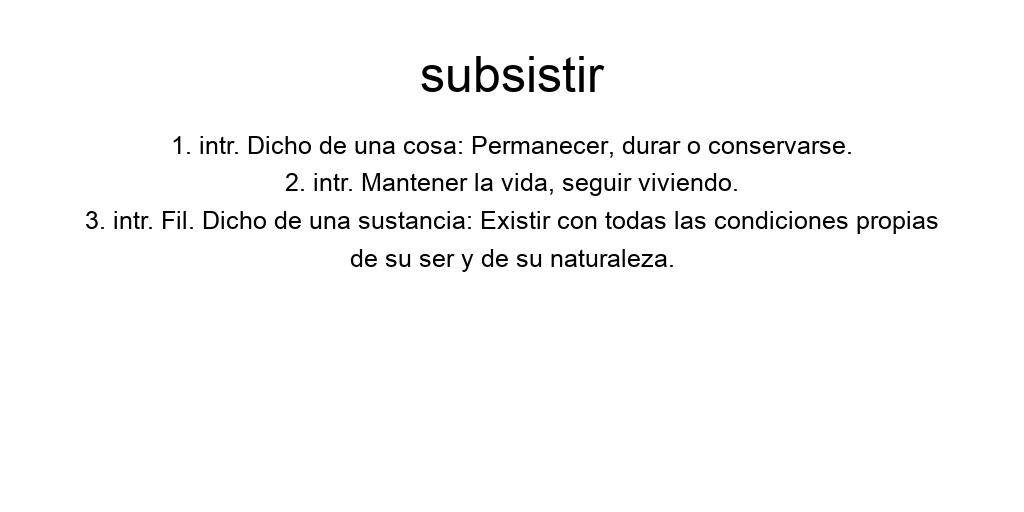 subsistir
1. intr. Dicho de una cosa: Permanecer, durar o conservarse.
2. intr. Mantener la vida, seguir viviendo.
3. intr. Fil. Dicho de una sustancia: Existir con todas las condiciones propias
de su ser y de su naturaleza.